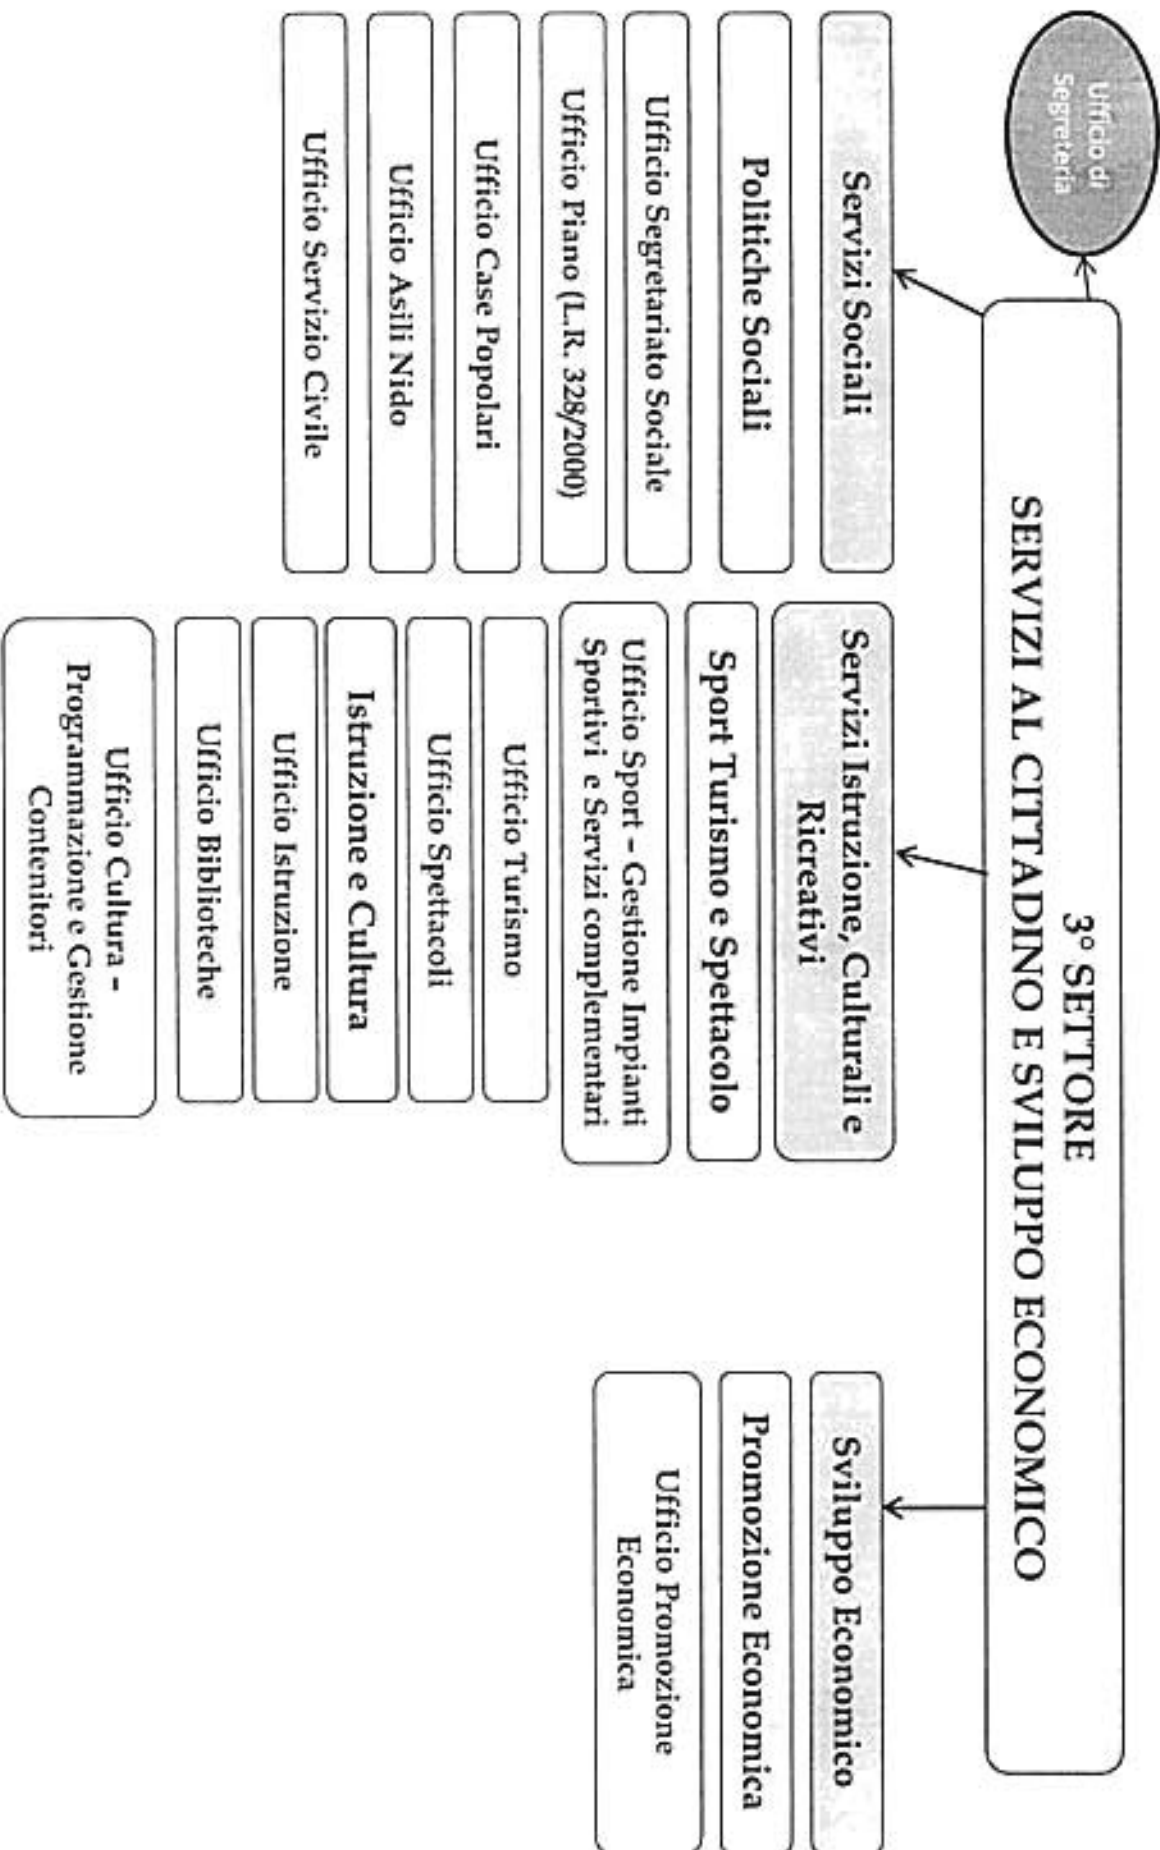 Ufficio di
Segreteria
3° SETTORE
SERVIZI AL CITTADINO E SVILUPPO ECONOMICO
Servizi Sociali
Politiche Sociali
Ufficio Segretariato Sociale
Ufficio Piano (L.R. 328/2000)
Ufficio Case Popolari
Ufficio Asili Nido
Ufficio Servizio Civile
Servizi Istruzione, Culturali e
Ricreativi
Sport Turismo e Spettacolo
Ufficio Sport – Gestione Impianti
Sportivi e Servizi complementari
Ufficio Turismo
Ufficio Spettacoli
Istruzione e Cultura
Ufficio Istruzione
Ufficio Biblioteche
Ufficio Cultura –
Programmazione e Gestione
Contenitori
Sviluppo Economico
Promozione Economica
Ufficio Promozione
Economica